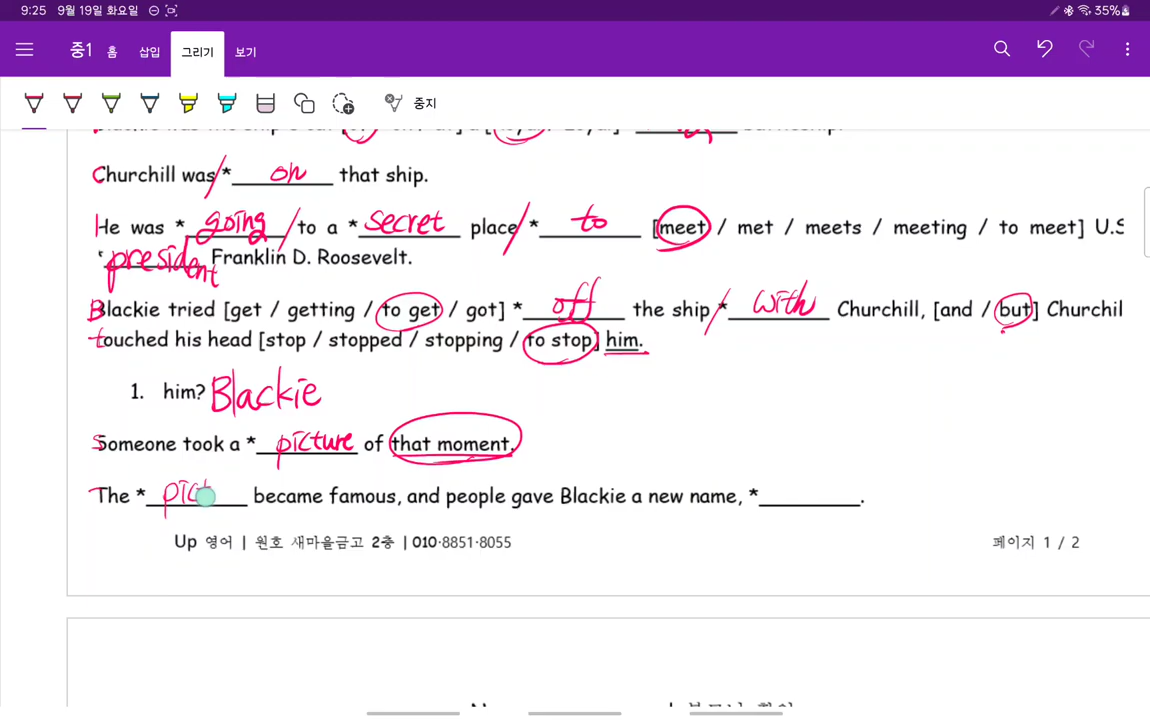 9:25 9월 19일 화요일 35%
중1 홈 삽입 그리기 보기
중지
Churchill was/* on that ship.
He was * going / to a * secret place/* to [meet / met / meets / meeting / to meet] U.S
* president Franklin D. Roosevelt.
Blackie tried [get / getting / to get / got] * off the ship/* with Churchill, [and / but] Churchil
touched his head [stop / stopped / stopping / to stop] him.
1. him? Blackie
Someone took a * picture of that moment.
The * pict became famous, and people gave Blackie a new name, *__________.
Up 영어 | 원호 새마을금고 2층 | 010·8851·8055 페이지 1 / 2